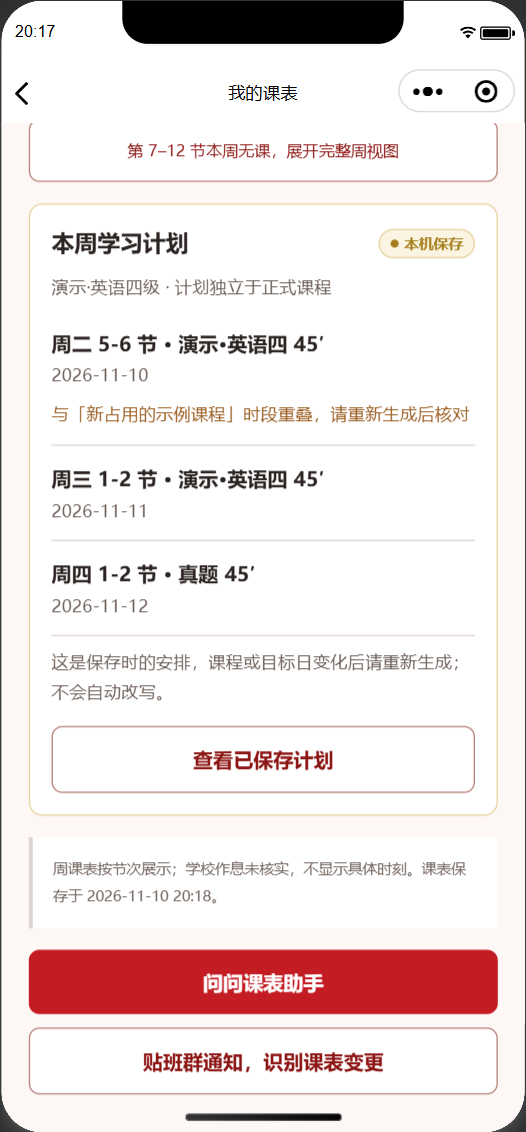 20:17
我的课表
第 7–12 节本周无课，展开完整周视图
本周学习计划
本机保存
演示·英语四级 · 计划独立于正式课程
周二 5-6 节 · 演示·英语四 45′
2026-11-10
与「新占用的示例课程」时段重叠，请重新生成后核对
周三 1-2 节 · 演示·英语四 45′
2026-11-11
周四 1-2 节 · 真题 45′
2026-11-12
这是保存时的安排，课程或目标日变化后请重新生成；
不会自动改写。
查看已保存计划
周课表按节次展示；学校作息未核实，不显示具体时刻。课表保
存于 2026-11-10 20:18。
问问课表助手
贴班群通知，识别课表变更